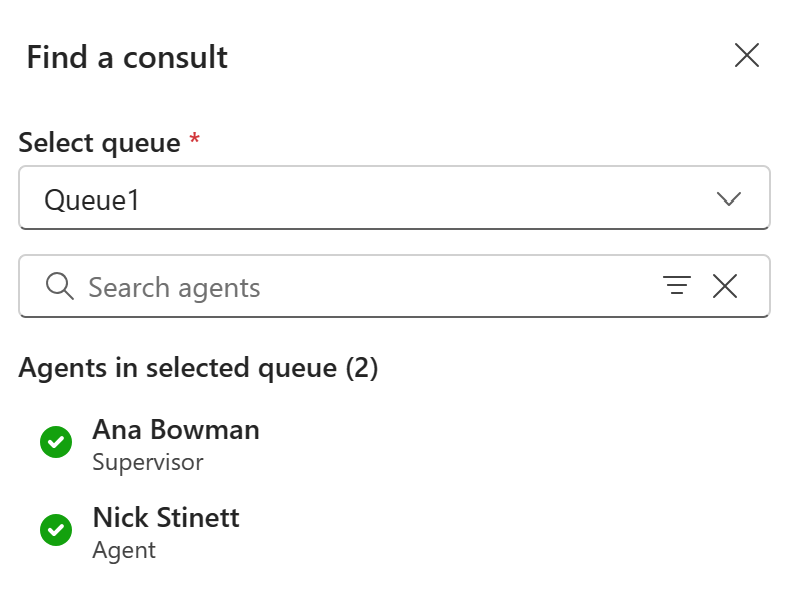 Find a consult
Select queue *
Queue1
Search agents
Agents in selected queue (2)
Ana Bowman
Supervisor
Nick Stinett
Agent